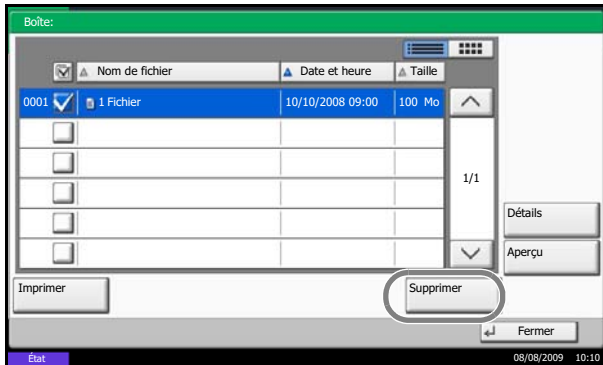 Boîte:
Nom de fichier Date et heure Taille
0001 1 Fichier 10/10/2008 09:00 100 Mo
1/1
Détails
Aperçu
Imprimer Supprimer
Fermer
État 08/08/2009 10:10